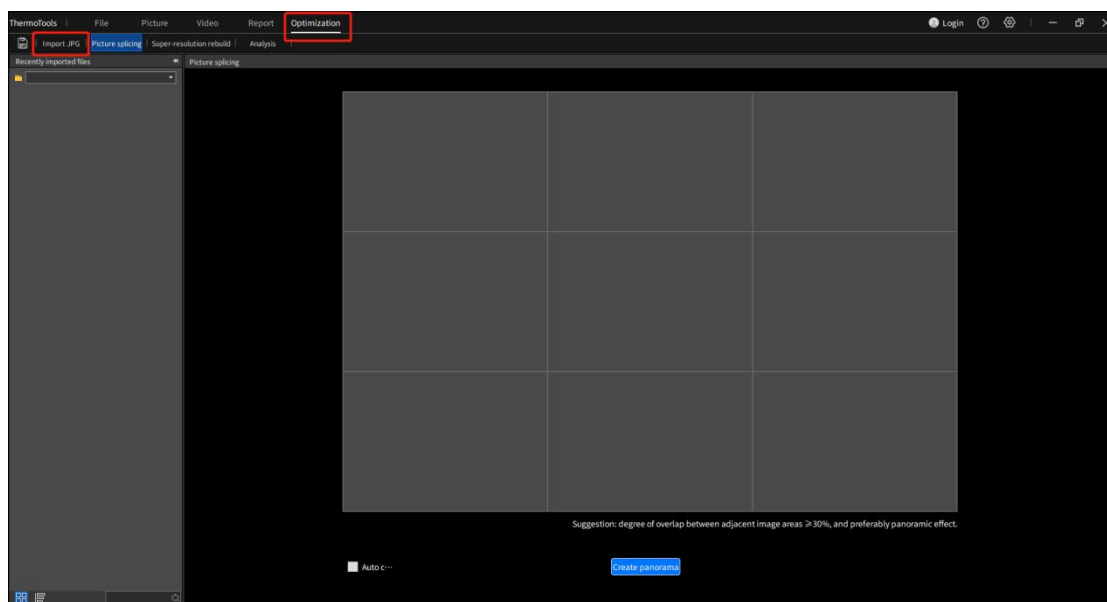 ThermoTools File Picture Video Report Optimization Login
Import JPG Picture splicing Super-resolution rebuild Analysis
Recently imported files Picture splicing
Suggestion: degree of overlap between adjacent image areas ≥30%, and preferably panoramic effect.
Auto c··· Create panorama